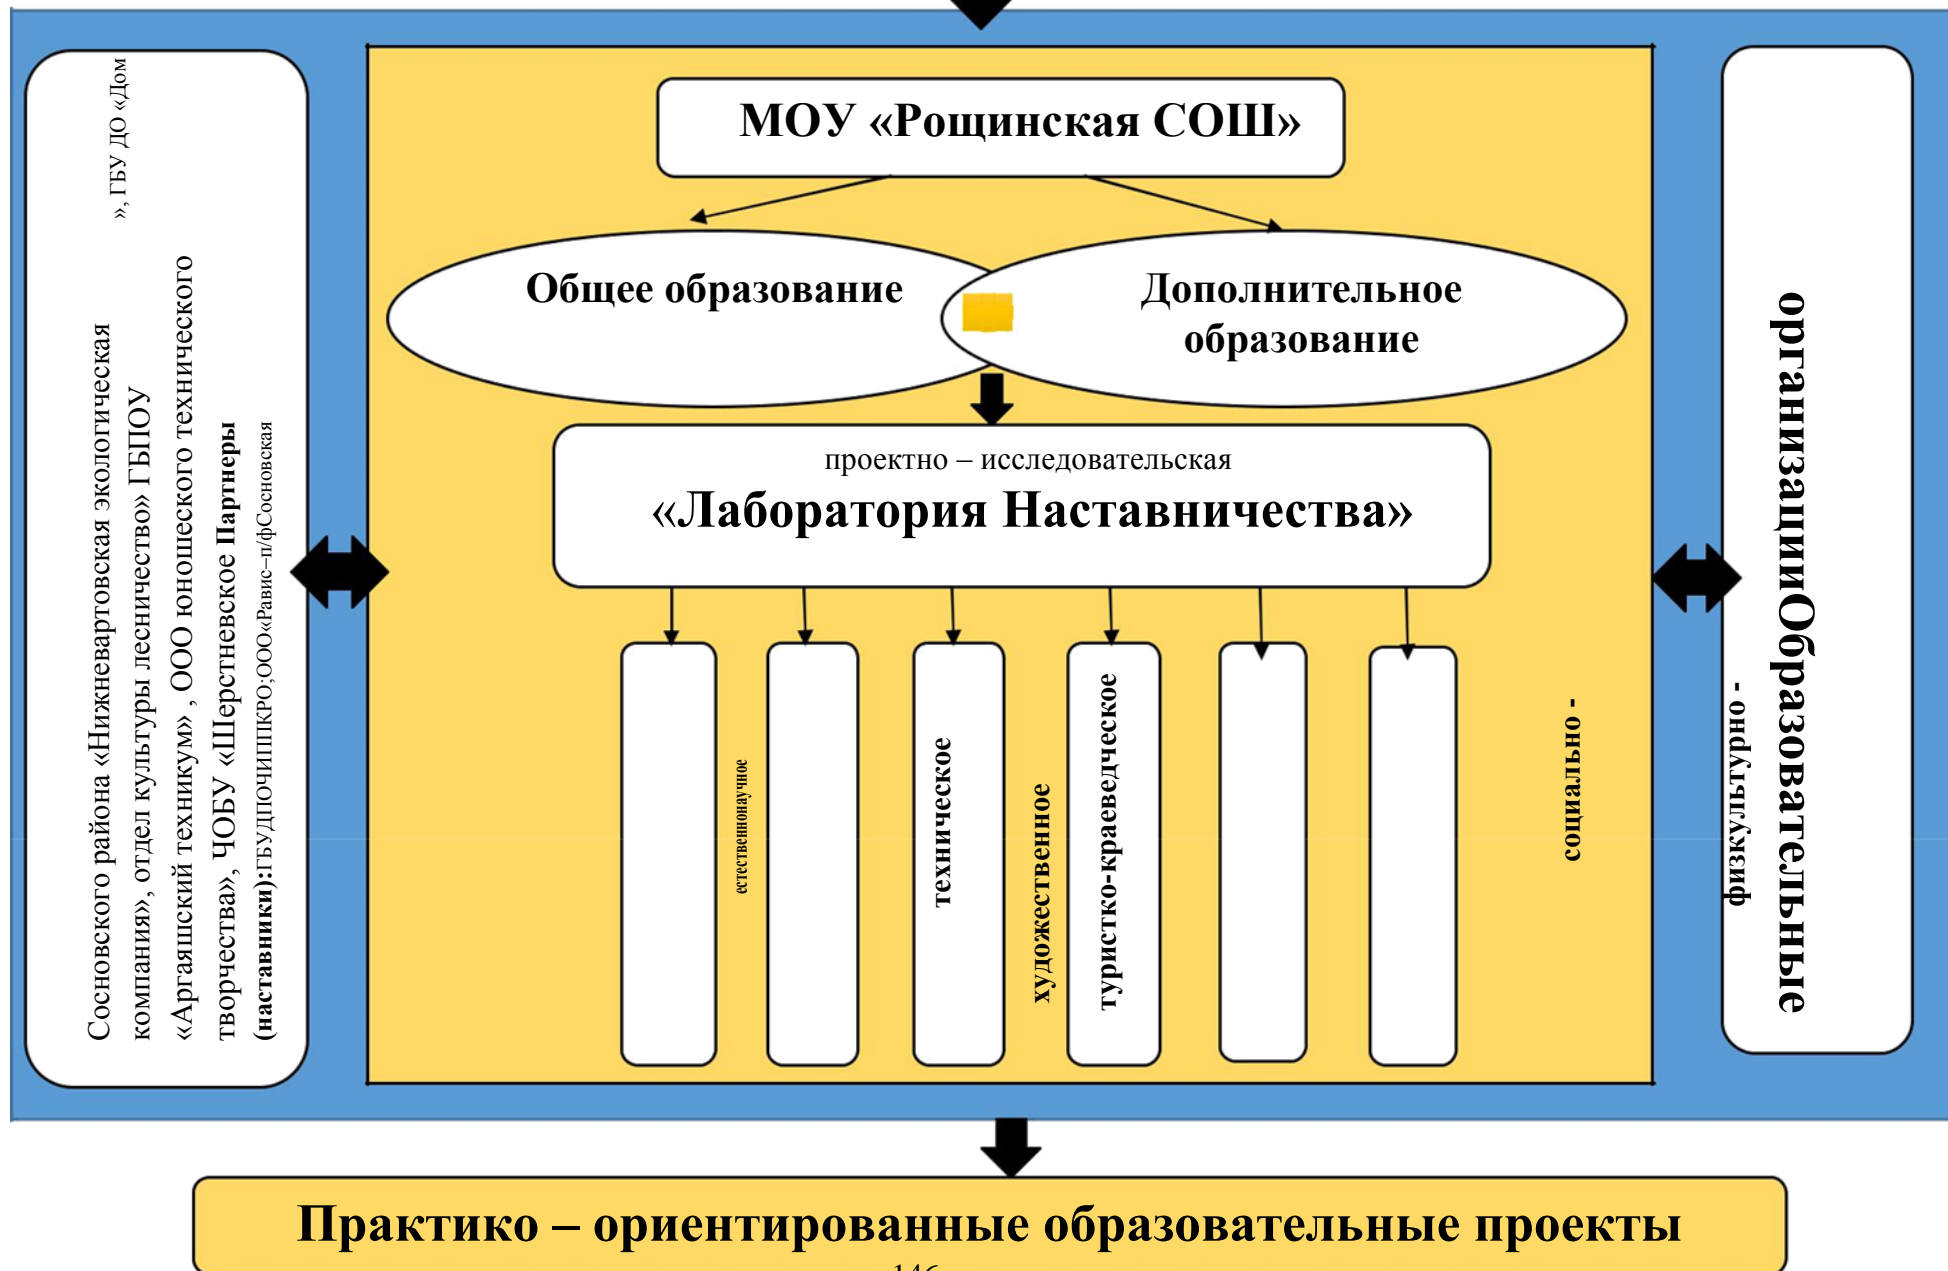 МОУ «Рощинская СОШ»
Общее образование
Дополнительное
образование
проектно – исследовательская
«Лаборатория Наставничества»
естественнонаучное
техническое
художественное
туристко-краеведческое
социально -
физкультурно -
организацииОбразовательные
», ГБУ ДО «Дом
Сосновского района «Нижневартовская экологическая
компания», отдел культуры лесничество» ГБПОУ
«Аргаяшский техникум» , ООО юношеского технического
творчества», ЧОБУ «Шерстневское Партнеры
(наставники):ГБУДПОЧИППКРО;ООО«Равис–п/фСосновская
Практико – ориентированные образовательные проекты
146